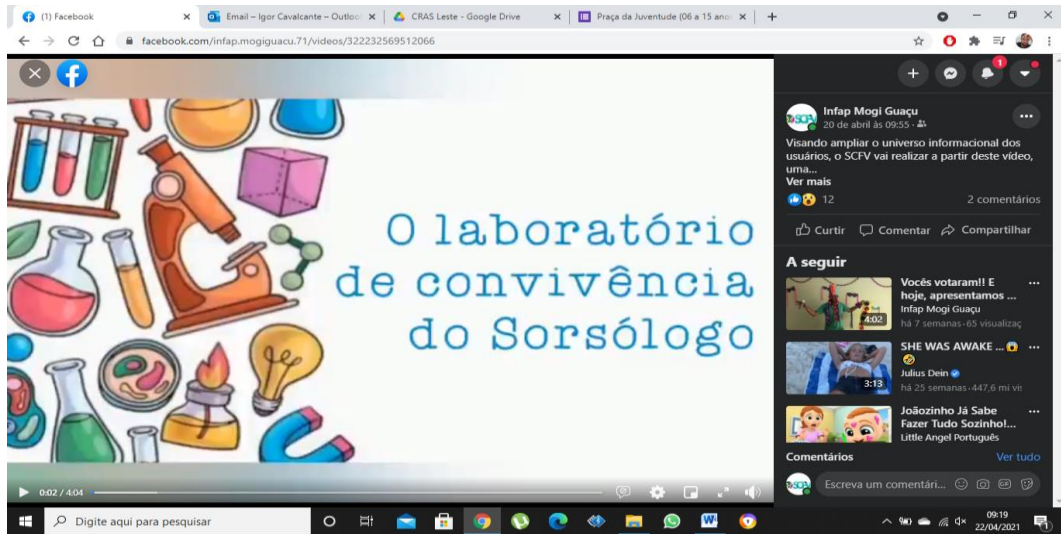 (1) Facebook
Email – Igor Cavalcante – Outloo
CRAS Leste - Google Drive
Praça da Juventude (06 a 15 ano
facebook.com/infap.mogiguacu.71/videos/322232569512066
O laboratório
de convivência
do Sorsólogo
0:02 / 4:04
1
Infap Mogi Guaçu
20 de abril às 09:55
Visando ampliar o universo informacional dos
usuários, o SCFV vai realizar a partir deste vídeo,
uma...
Ver mais
12
2 comentários
Curtir Comentar Compartilhar
A seguir
4:02
Vocês votaram!! E
hoje, apresentamos ...
Infap Mogi Guaçu
há 7 semanas·65 visualizaç
3:13
SHE WAS AWAKE ...
Julius Dein
há 25 semanas·447,6 mi vis
Joãozinho Já Sabe
Fazer Tudo Sozinho!...
Little Angel Português
Comentários
Ver tudo
SCFV
Escreva um comentári...
GIF
Digite aqui para pesquisar
09:19
22/04/2021